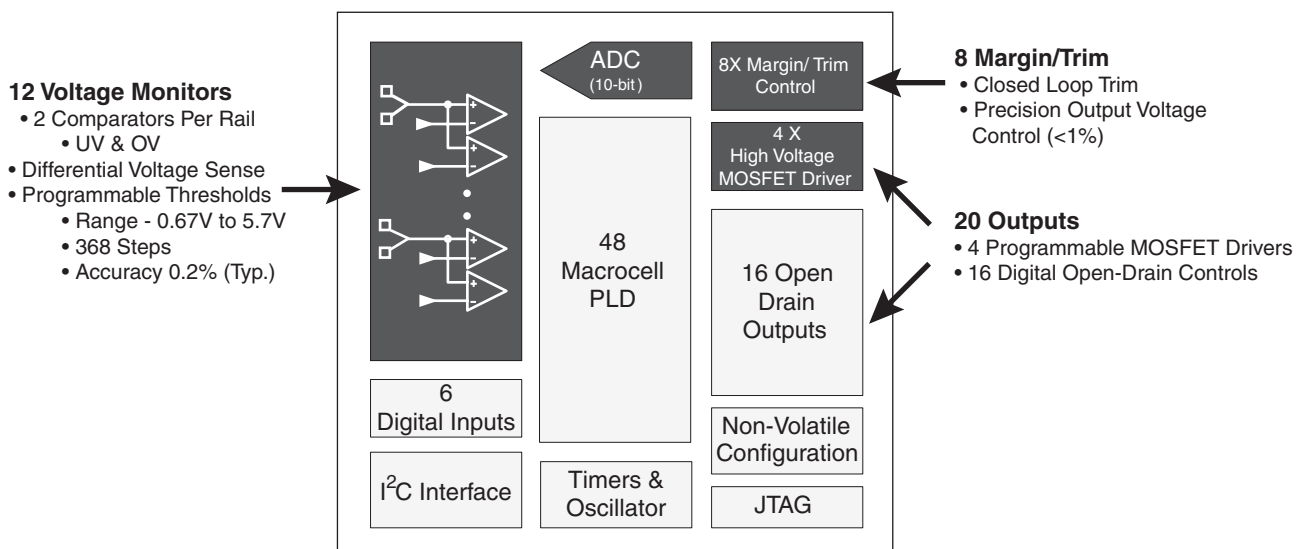 12 Voltage Monitors
• 2 Comparators Per Rail
• UV & OV
• Differential Voltage Sense
• Programmable Thresholds
• Range - 0.67V to 5.7V
• 368 Steps
• Accuracy 0.2% (Typ.)
+
−
+
−
+
−
+
−
6
Digital Inputs
I²C Interface
ADC
(10-bit)
48
Macrocell
PLD
Timers &
Oscillator
8X Margin/ Trim
Control
4 X
High Voltage
MOSFET Driver
16 Open
Drain
Outputs
Non-Volatile
Configuration
JTAG
8 Margin/Trim
• Closed Loop Trim
• Precision Output Voltage
Control (<1%)
20 Outputs
• 4 Programmable MOSFET Drivers
• 16 Digital Open-Drain Controls